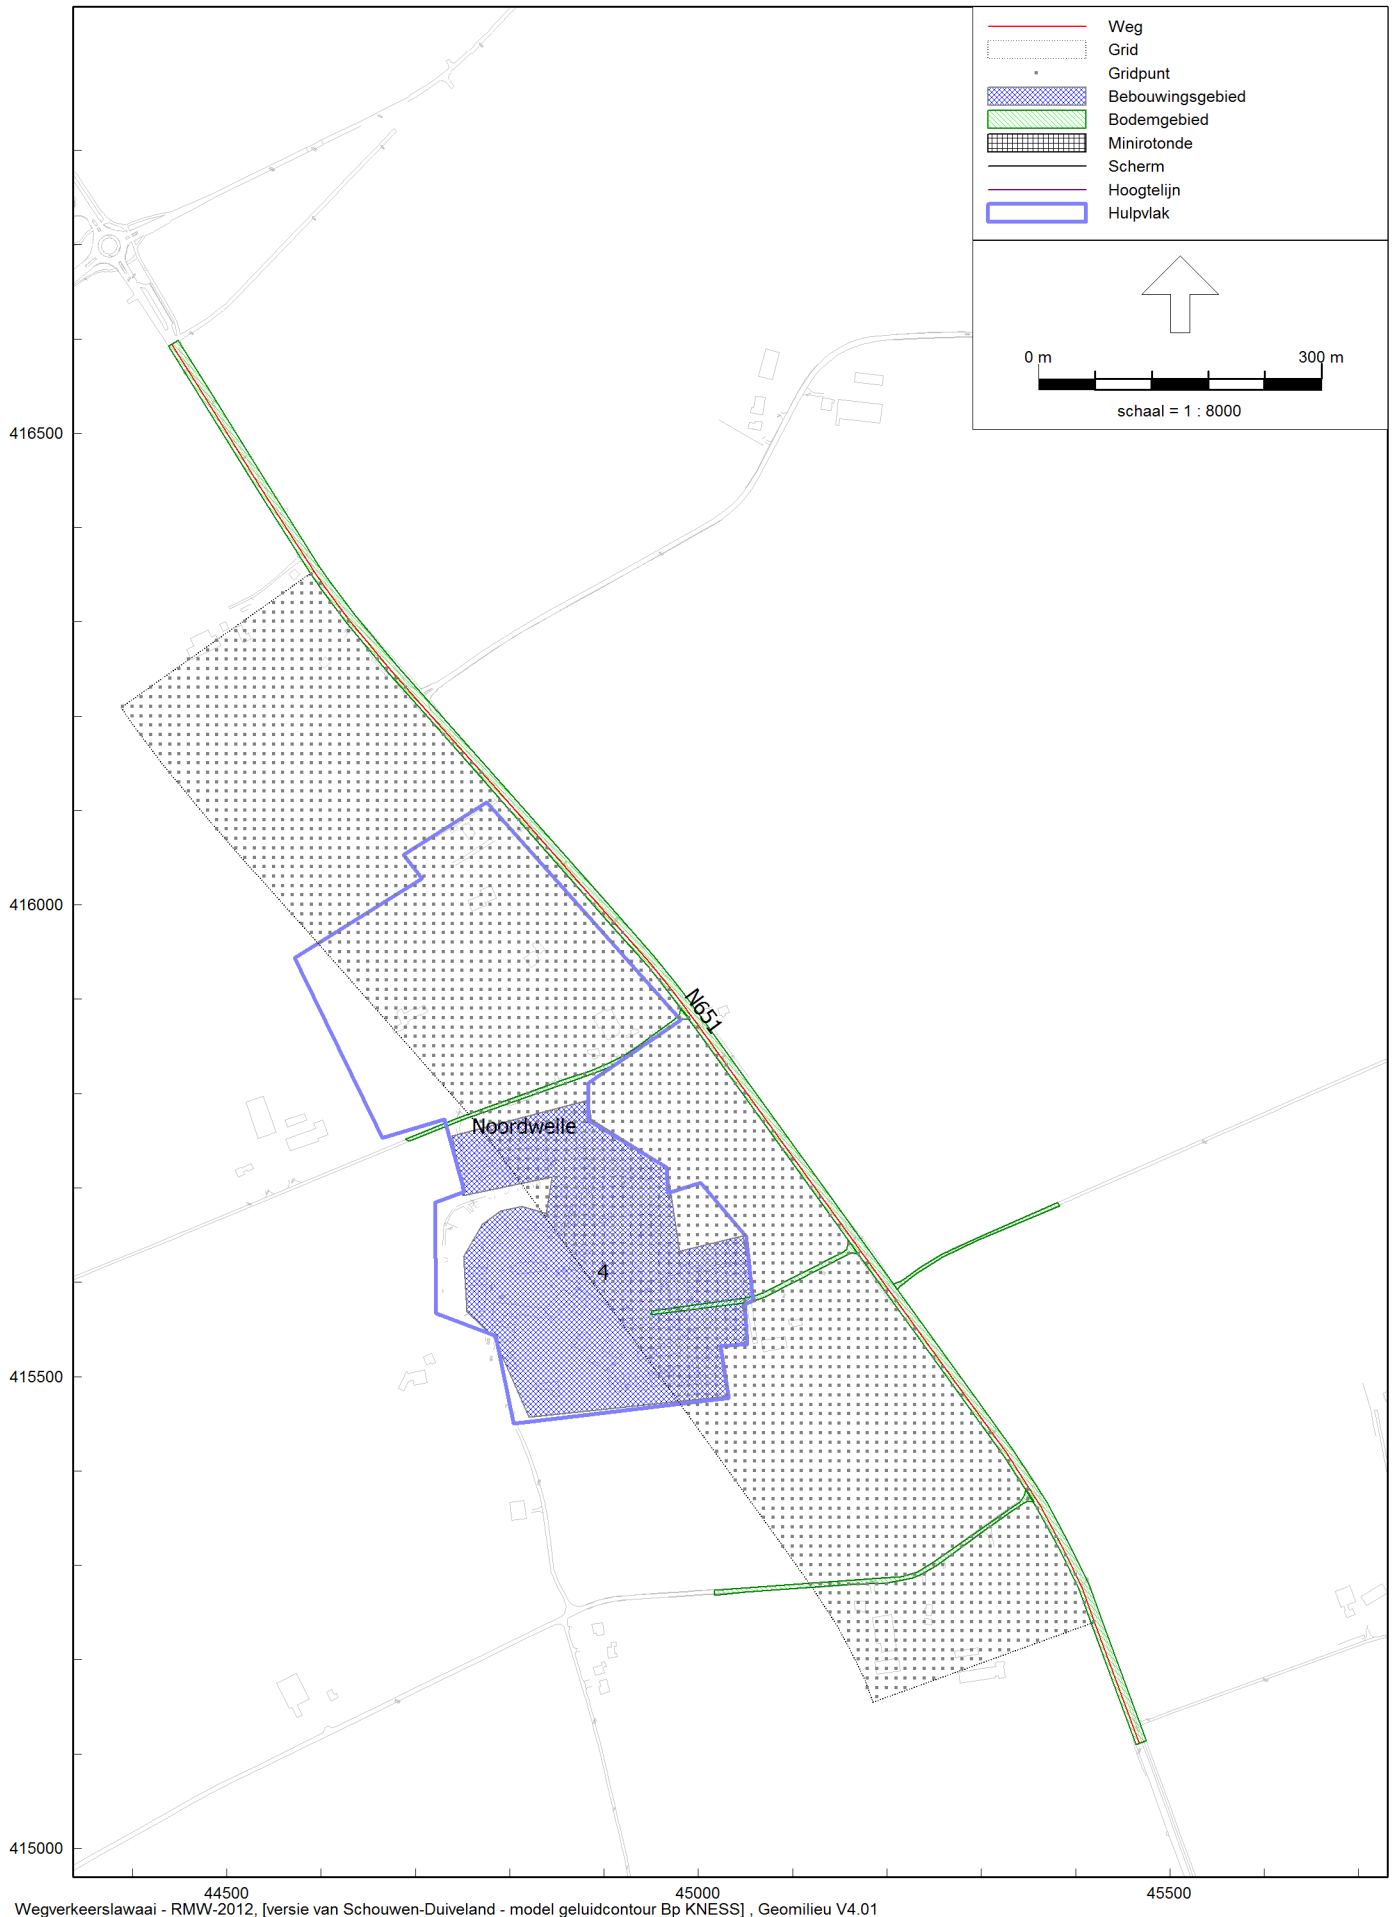 Weg
Grid
Gridpunt
Bebouwingsgebied
Bodemgebied
Minirotonde
Scherm
Hoogtelijn
Hulpvlak
0 m 300 m
schaal = 1 : 8000
416500
416000
N651
Noordwelle
4
415500
415000
44500 45000 45500
Wegverkeerslawaai - RMW-2012, [versie van Schouwen-Duiveland - model geluidcontour Bp KNESS] , Geomilieu V4.01